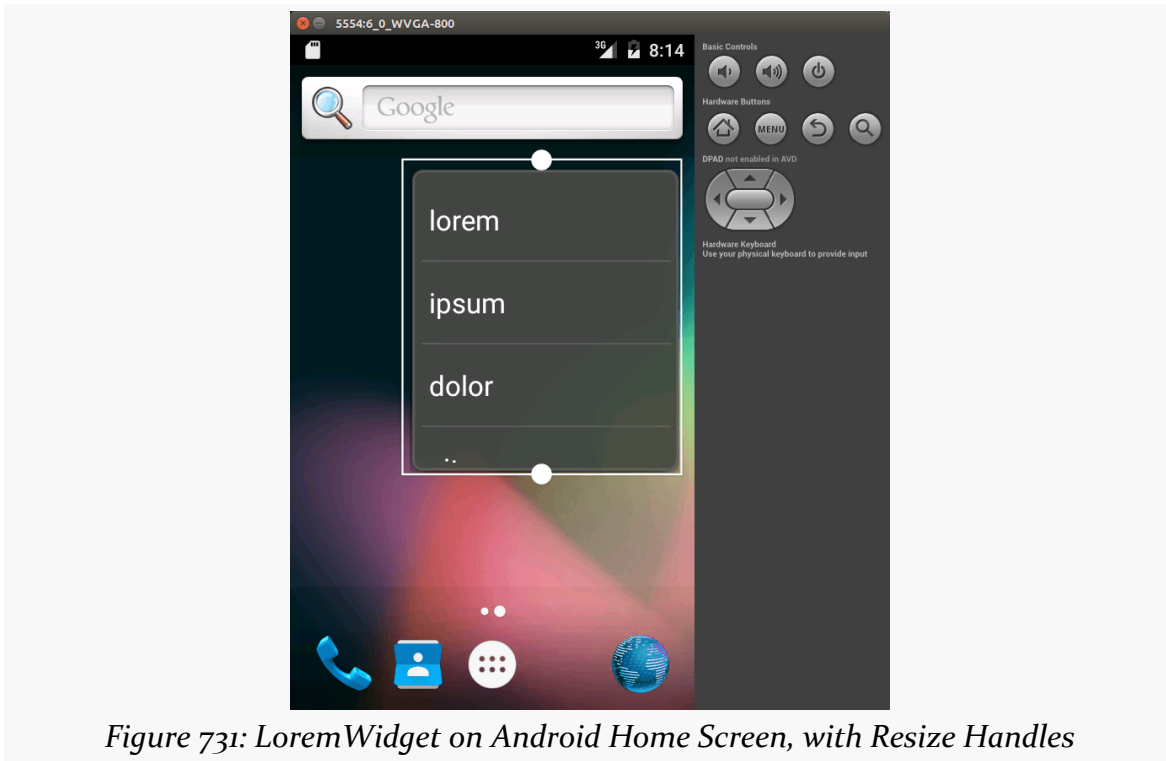 5554:6_0_WVGA-800
3G 8:14
Google
lorem
ipsum
dolor
Basic Controls
Hardware Buttons
MENU
DPAD not enabled in AVD
Hardware Keyboard
Use your physical keyboard to provide input
Figure 731: LoremWidget on Android Home Screen, with Resize Handles